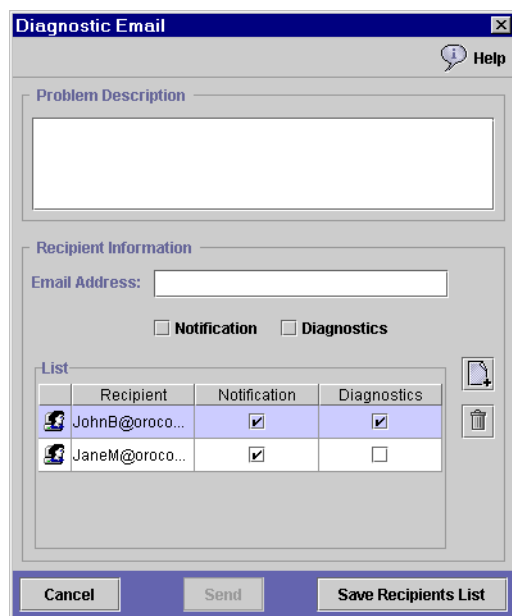 Diagnostic Email
Help
Problem Description
Recipient Information
Email Address:
Notification Diagnostics
List
Recipient Notification Diagnostics
JohnB@oroco...
JaneM@oroco...
Cancel Send Save Recipients List